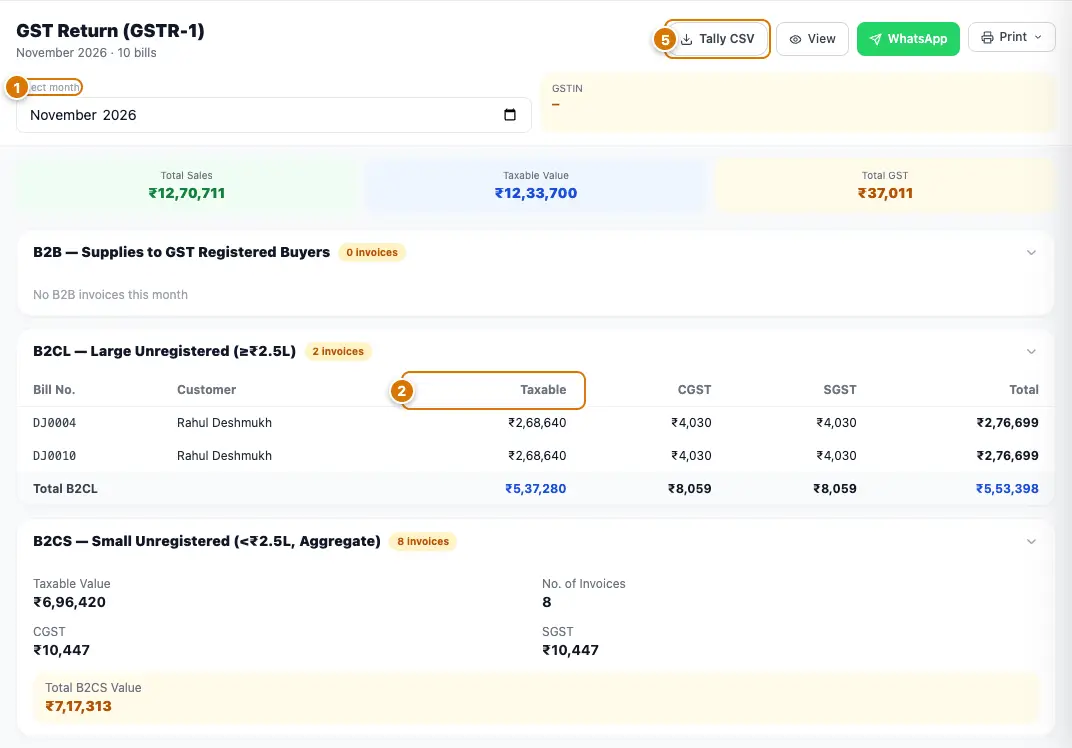 GST Return (GSTR-1)
November 2026 · 10 bills
5
Tally CSV
View
WhatsApp
Print
1
ect month
November 2026
GSTIN
–
Total Sales
₹12,70,711
Taxable Value
₹12,33,700
Total GST
₹37,011
B2B — Supplies to GST Registered Buyers 0 invoices
No B2B invoices this month
B2CL — Large Unregistered (≥₹2.5L) 2 invoices
Bill No. Customer 2 Taxable CGST SGST Total
DJ0004 Rahul Deshmukh ₹2,68,640 ₹4,030 ₹4,030 ₹2,76,699
DJ0010 Rahul Deshmukh ₹2,68,640 ₹4,030 ₹4,030 ₹2,76,699
Total B2CL ₹5,37,280 ₹8,059 ₹8,059 ₹5,53,398
B2CS — Small Unregistered (<₹2.5L, Aggregate) 8 invoices
Taxable Value
₹6,96,420
No. of Invoices
8
CGST
₹10,447
SGST
₹10,447
Total B2CS Value
₹7,17,313